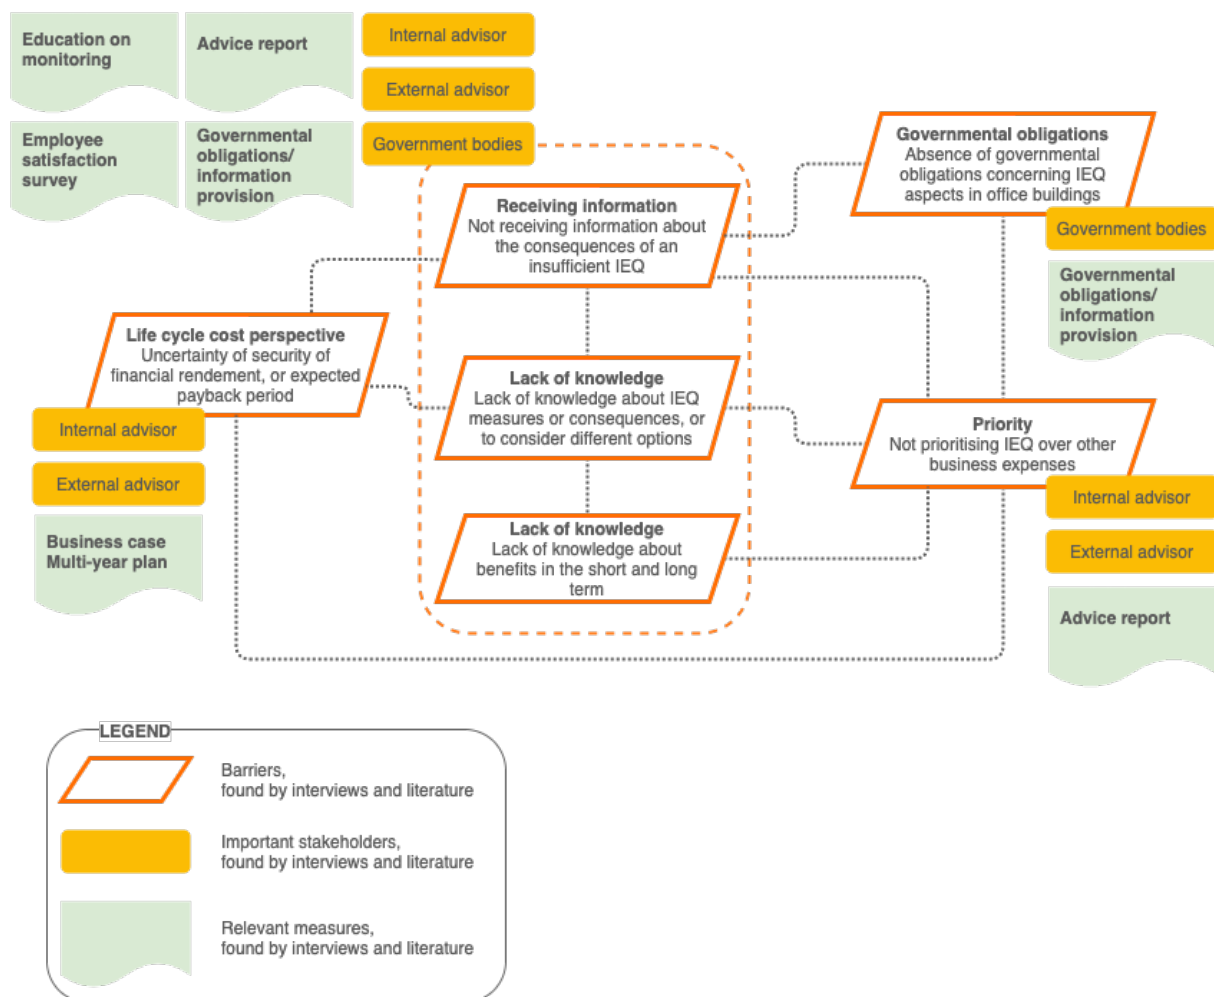 Education on
monitoring
Advice report
Internal advisor
External advisor
Government bodies
Employee
satisfaction
survey
Governmental
obligations/
information
provision
Governmental obligations
Absence of governmental
obligations concerning IEQ
aspects in office buildings
Government bodies
Governmental
obligations/
information
provision
Receiving information
Not receiving information about
the consequences of an
insufficient IEQ
Life cycle cost perspective
Uncertainty of security of
financial rendement, or expected
payback period
Internal advisor
External advisor
Business case
Multi-year plan
Lack of knowledge
Lack of knowledge about IEQ
measures or consequences, or
to consider different options
Lack of knowledge
Lack of knowledge about
benefits in the short and long
term
Priority
Not prioritising IEQ over other
business expenses
Internal advisor
External advisor
Advice report
LEGEND
Barriers,
found by interviews and literature
Important stakeholders,
found by interviews and literature
Relevant measures,
found by interviews and literature